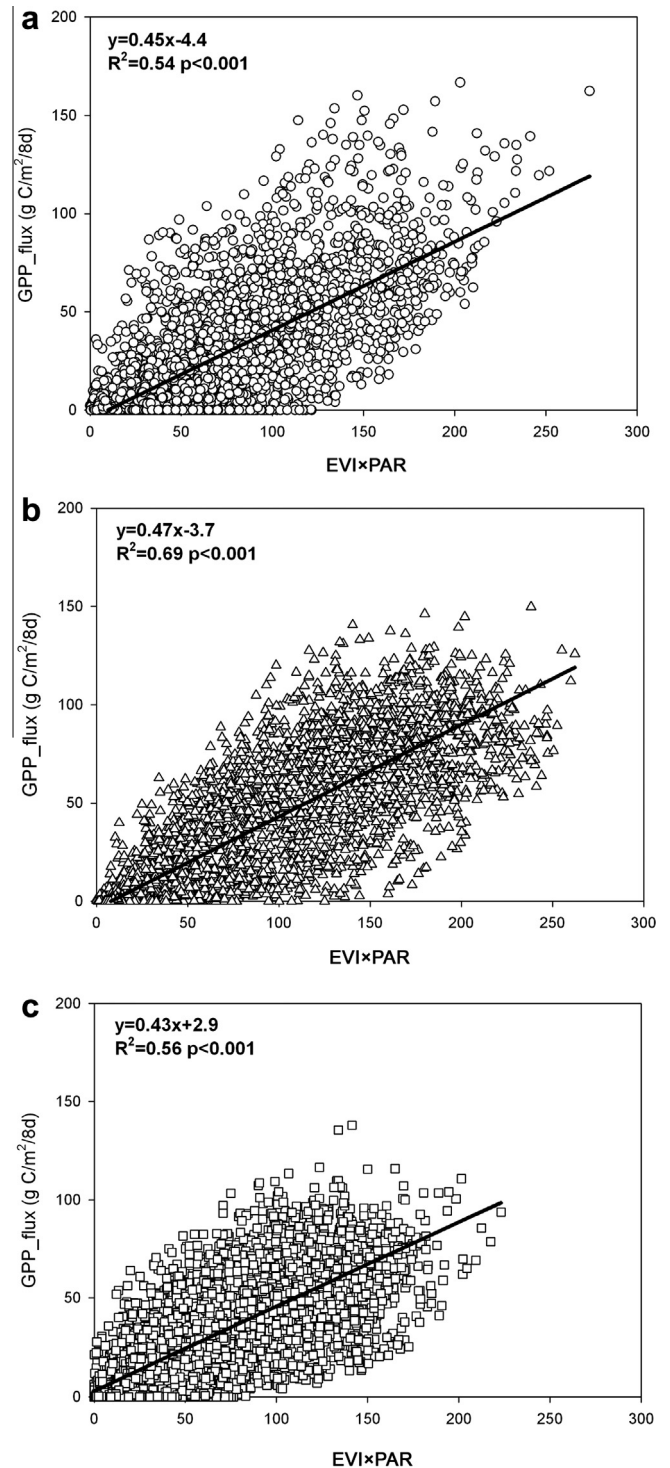 a
y=0.45x-4.4
R²=0.54 p<0.001
200
150
100
50
0
GPP_flux (g C/m²/8d)
0 50 100 150 200 250 300
EVI×PAR
b
y=0.47x-3.7
R²=0.69 p<0.001
200
150
100
50
0
GPP_flux (g C/m²/8d)
0 50 100 150 200 250 300
EVI×PAR
c
y=0.43x+2.9
R²=0.56 p<0.001
200
150
100
50
0
GPP_flux (g C/m²/8d)
0 50 100 150 200 250 300
EVI×PAR